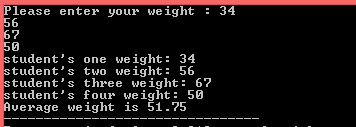 Please enter your weight : 34
56
67
50
student's one weight: 34
student's two weight: 56
student's three weight: 67
student's four weight: 50
Average weight is 51.75
--------------------------------